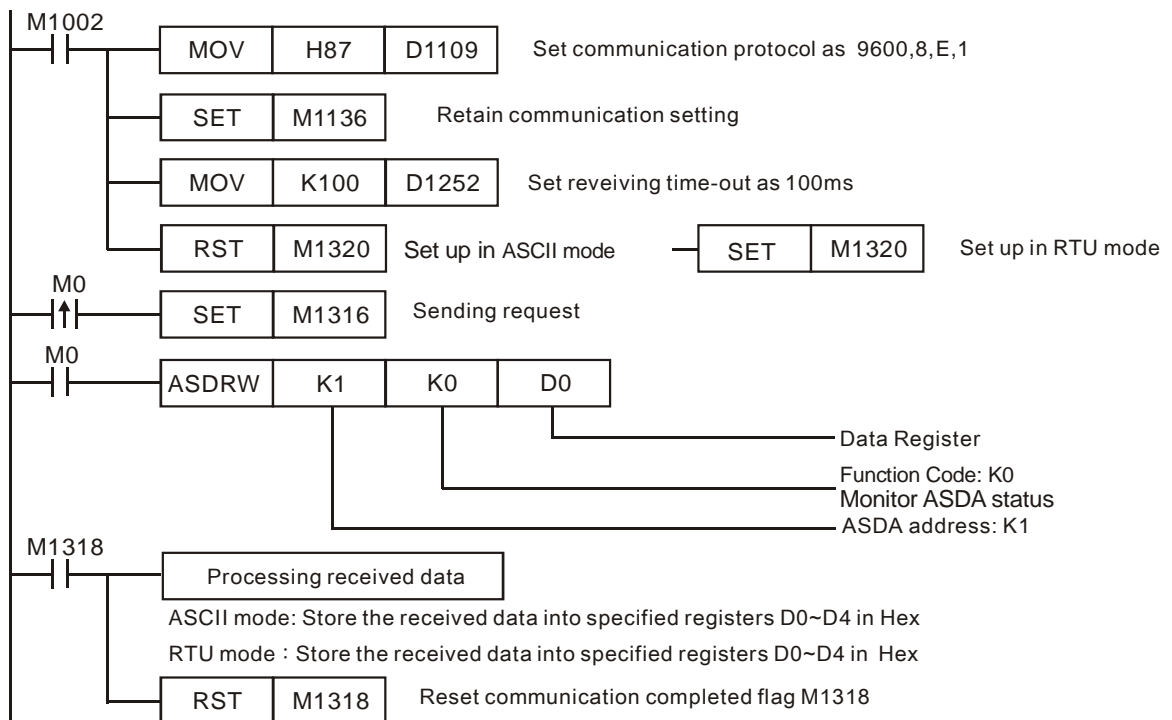 M1002
MOV H87 D1109 Set communication protocol as 9600,8,E,1
SET M1136 Retain communication setting
MOV K100 D1252 Set reveiving time-out as 100ms
RST M1320 Set up in ASCII mode SET M1320 Set up in RTU mode
M0
SET M1316 Sending request
M0
ASDRW K1 K0 D0
Data Register
Function Code: K0
Monitor ASDA status
ASDA address: K1
M1318
Processing received data
ASCII mode: Store the received data into specified registers D0~D4 in Hex
RTU mode：Store the received data into specified registers D0~D4 in Hex
RST M1318 Reset communication completed flag M1318